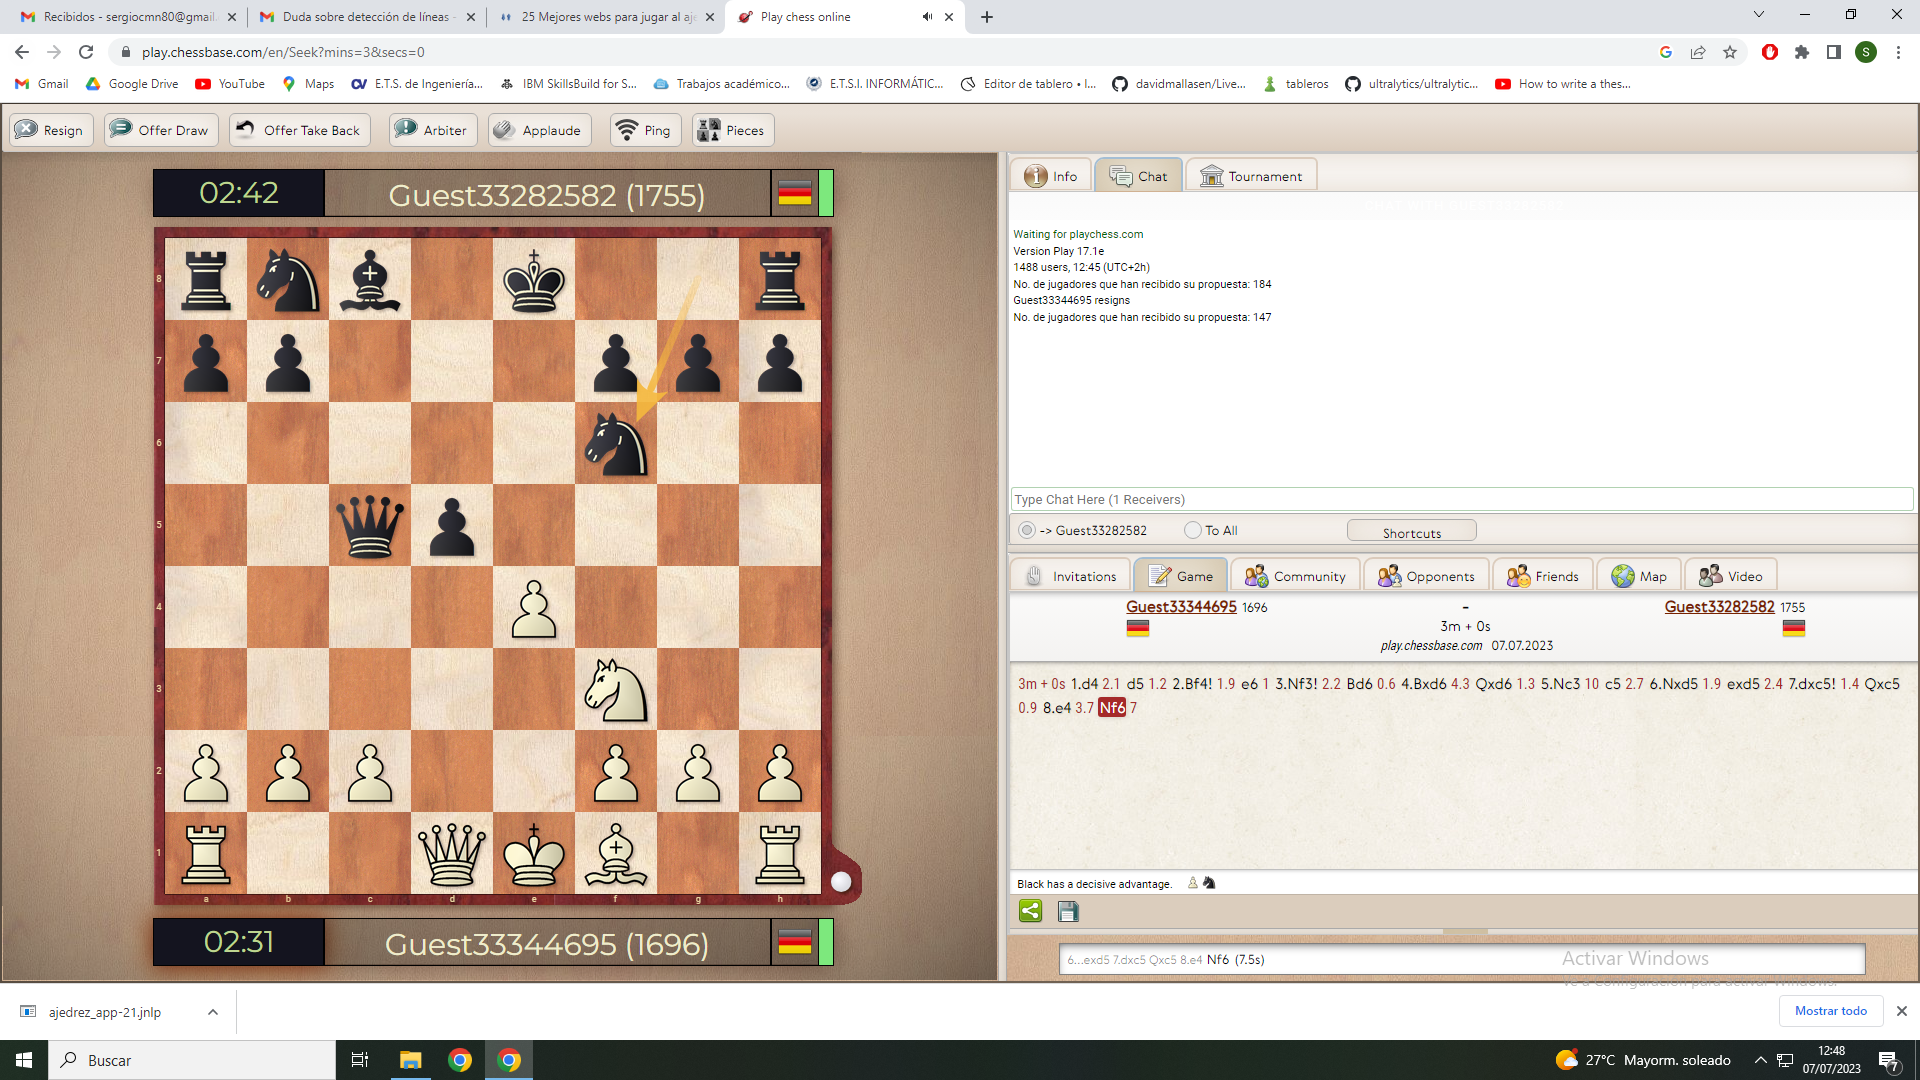 Recibidos - sergiocmn80@gmail.
Duda sobre detección de líneas -
25 Mejores webs para jugar al aje
Play chess online
play.chessbase.com/en/Seek?mins=3&secs=0
S
Gmail
Google Drive
YouTube
Maps
E.T.S. de Ingeniería...
IBM SkillsBuild for S...
Trabajos académico...
E.T.S.I. INFORMÁTIC...
Editor de tablero • l...
davidmallasen/Live...
tableros
ultralytics/ultralytic...
How to write a thes...
Resign
Offer Draw
Offer Take Back
Arbiter
Applaude
Ping
Pieces
02:42
Guest33282582 (1755)
8
7
6
5
4
3
2
1
a b c d e f g h
02:31
Guest33344695 (1696)
Info
Chat
Tournament
Waiting for playchess.com
Version Play 17.1e
1488 users, 12:45 (UTC+2h)
No. de jugadores que han recibido su propuesta: 184
Guest33344695 resigns
No. de jugadores que han recibido su propuesta: 147
Type Chat Here (1 Receivers)
-> Guest33282582
To All
Shortcuts
Invitations
Game
Community
Opponents
Friends
Map
Video
Guest33344695 1696 - Guest33282582 1755
3m + 0s
play.chessbase.com 07.07.2023
3m + 0s 1.d4 2.1 d5 1.2 2.Bf4! 1.9 e6 1 3.Nf3! 2.2 Bd6 0.6 4.Bxd6 4.3 Qxd6 1.3 5.Nc3 10 c5 2.7 6.Nxd5 1.9 exd5 2.4 7.dxc5! 1.4 Qxc5
0.9 8.e4 3.7 Nf6 7
Black has a decisive advantage.
6...exd5 7.dxc5 Qxc5 8.e4 Nf6 (7.5s)
Activar Windows
Ve a Configuración para activar Windows.
ajedrez_app-21.jnlp
Mostrar todo
Buscar
27°C Mayorm. soleado
12:48
07/07/2023
7